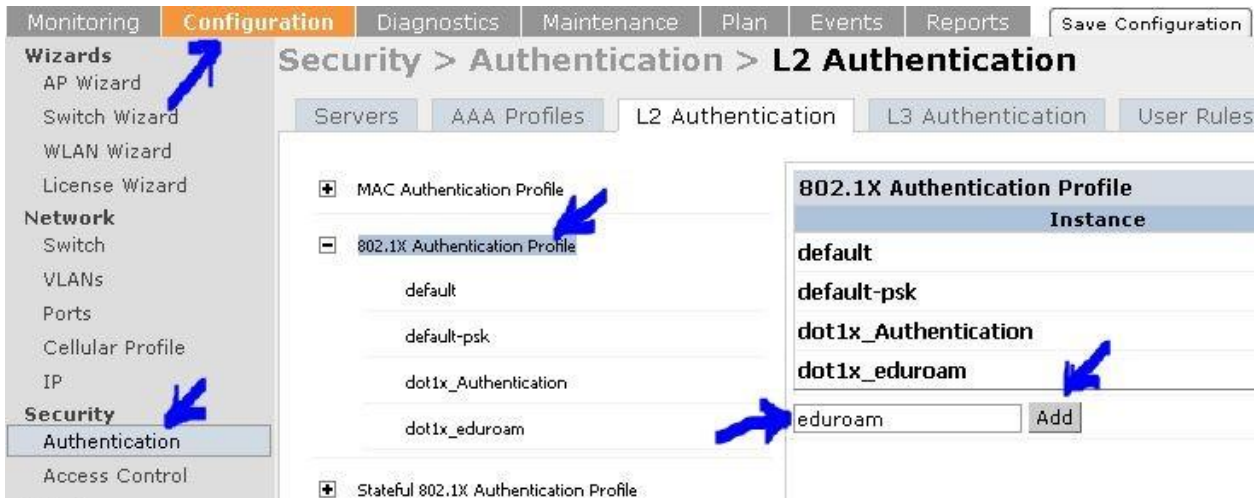 Monitoring Configuration Diagnostics Maintenance Plan Events Reports Save Configuration
Wizards
AP Wizard
Switch Wizard
WLAN Wizard
License Wizard
Network
Switch
VLANs
Ports
Cellular Profile
IP
Security
Authentication
Access Control
Security > Authentication > L2 Authentication
Servers AAA Profiles L2 Authentication L3 Authentication User Rules
MAC Authentication Profile
802.1X Authentication Profile
default
default-psk
dot1x_Authentication
dot1x_eduroam
Stateful 802.1X Authentication Profile
802.1X Authentication Profile
Instance
default
default-psk
dot1x_Authentication
dot1x_eduroam
eduroam Add